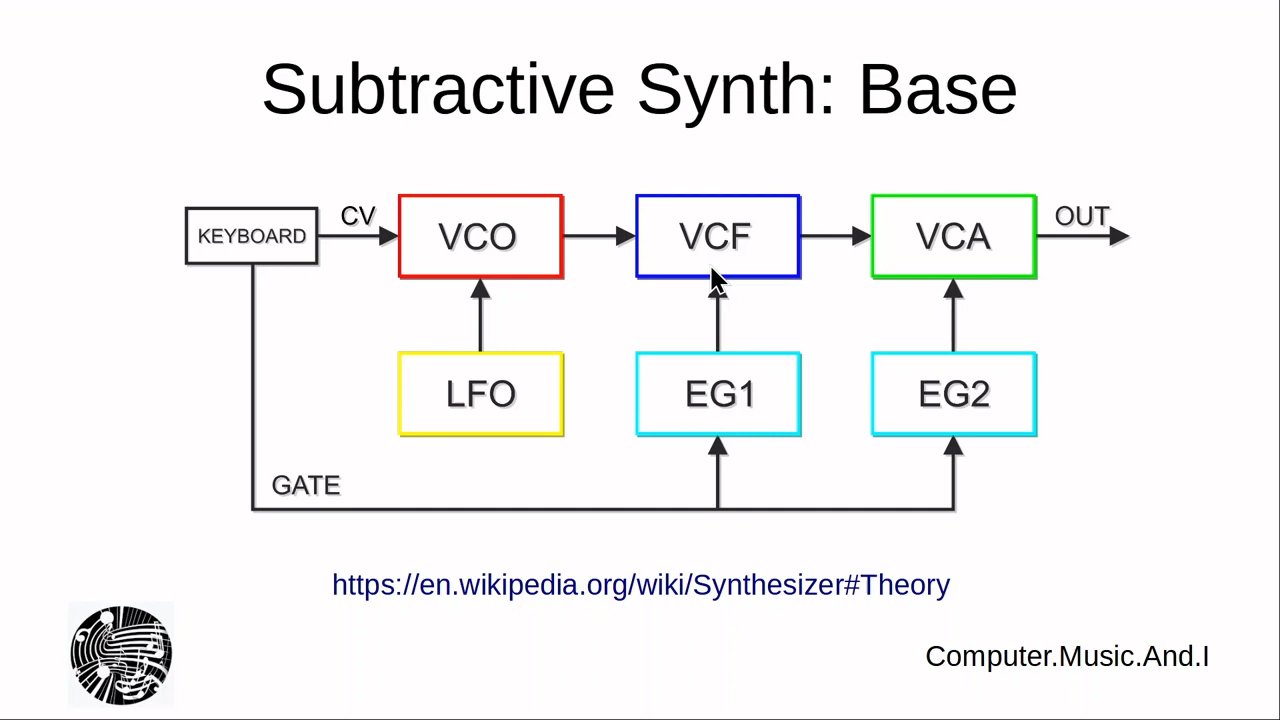 Subtractive Synth: Base
KEYBOARD
CV
VCO
VCF
VCA
OUT
LFO
EG1
EG2
GATE
https://en.wikipedia.org/wiki/Synthesizer#Theory
Computer.Music.And.I